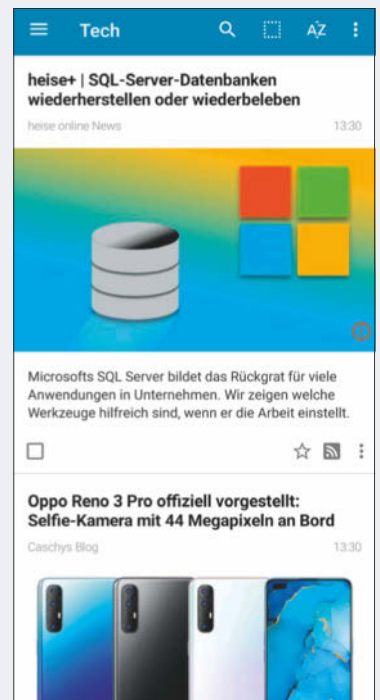 Tech
AZ
heise+ | SQL-Server-Datenbanken
wiederherstellen oder wiederbeleben
heise online News
13:30
Microsofts SQL Server bildet das Rückgrat für viele
Anwendungen in Unternehmen. Wir zeigen welche
Werkzeuge hilfreich sind, wenn er die Arbeit einstellt.
Oppo Reno 3 Pro offiziell vorgestellt:
Selfie-Kamera mit 44 Megapixeln an Bord
Caschys Blog
13:30